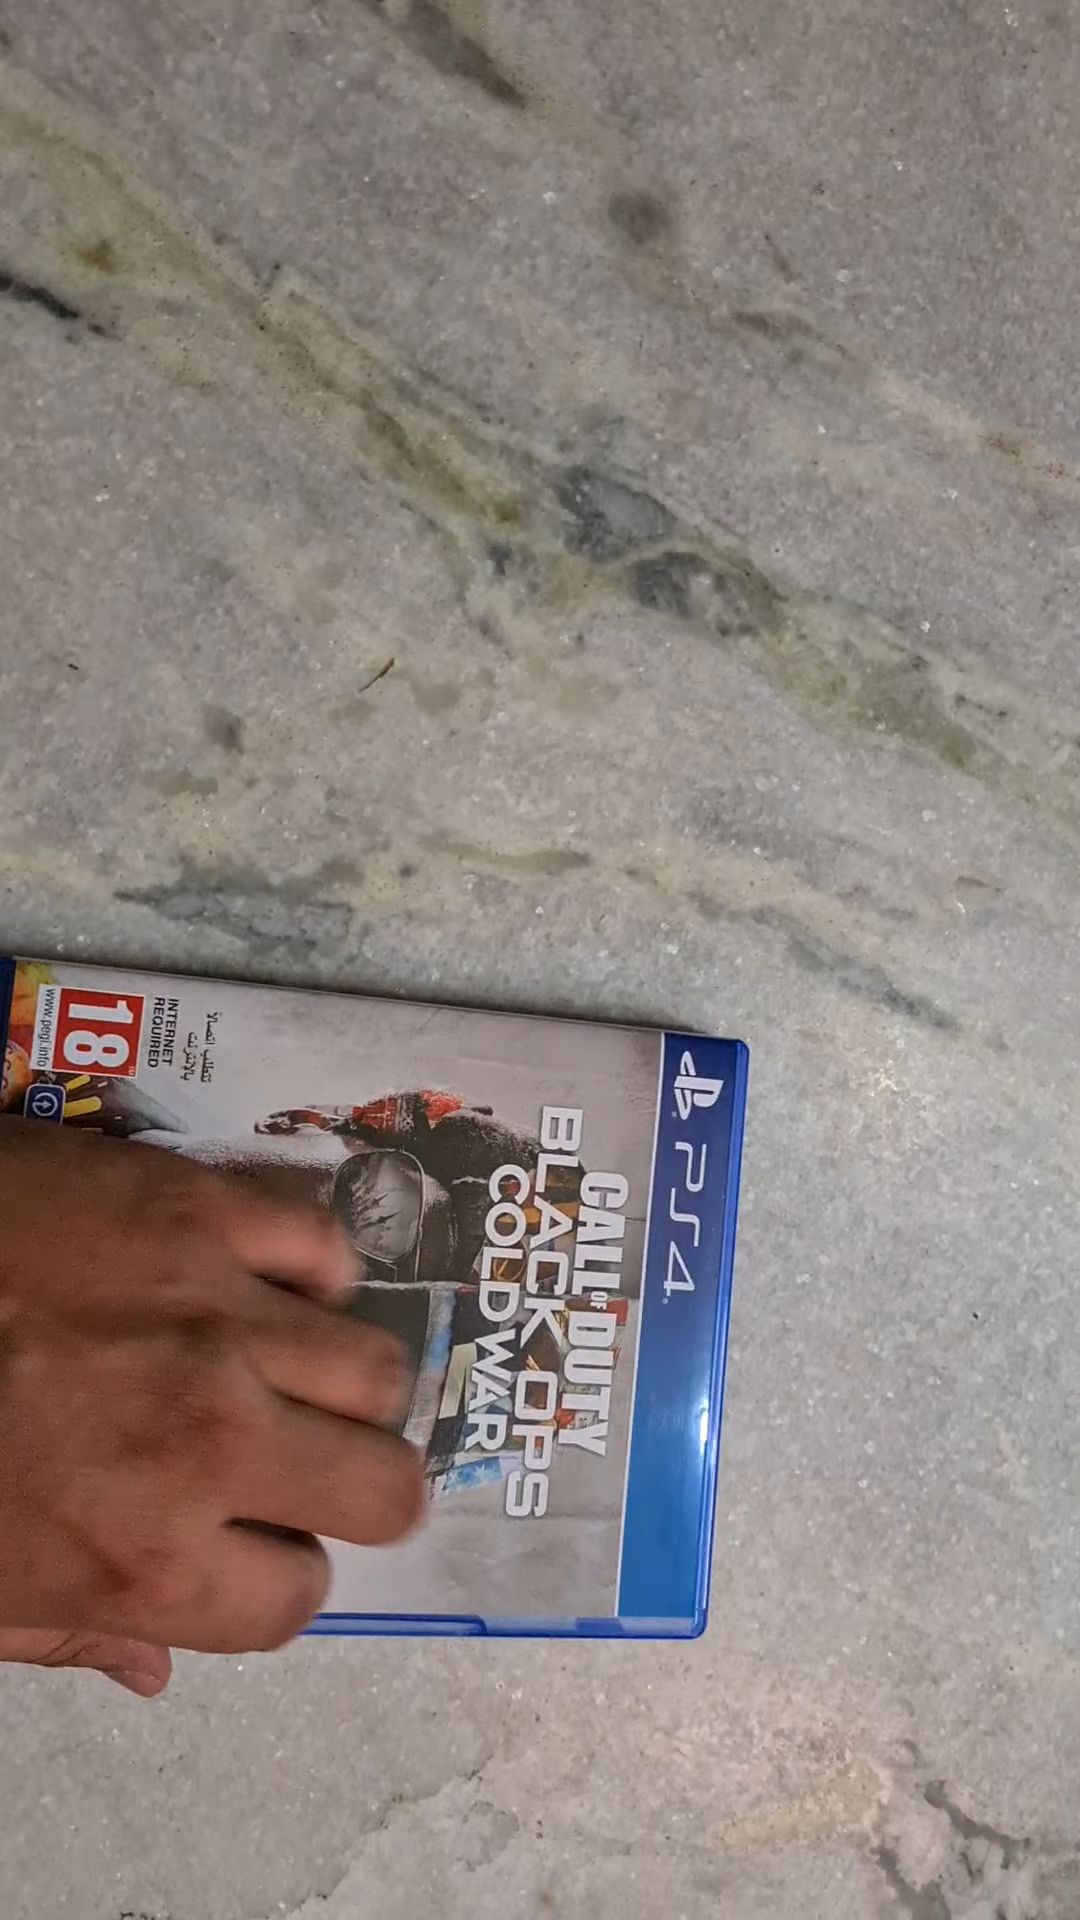 PS4
CALL OF DUTY
BLACK OPS
COLD WAR
تتطلب اتصالاً
بالإنترنت
INTERNET
REQUIRED
18
www.pegi.info